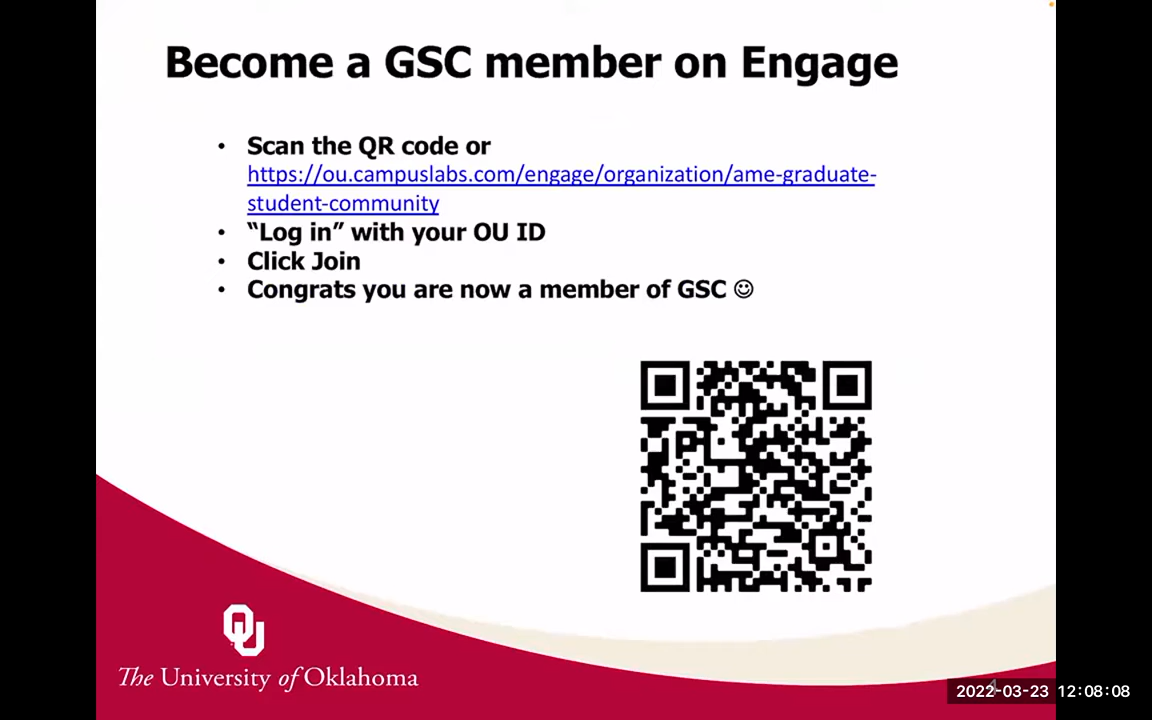 Become a GSC member on Engage
• Scan the QR code or
https://ou.campuslabs.com/engage/organization/ame-graduate-
student-community
• “Log in” with your OU ID
• Click Join
• Congrats you are now a member of GSC ☺
OU
The University of Oklahoma
4
2022-03-23 12:08:08